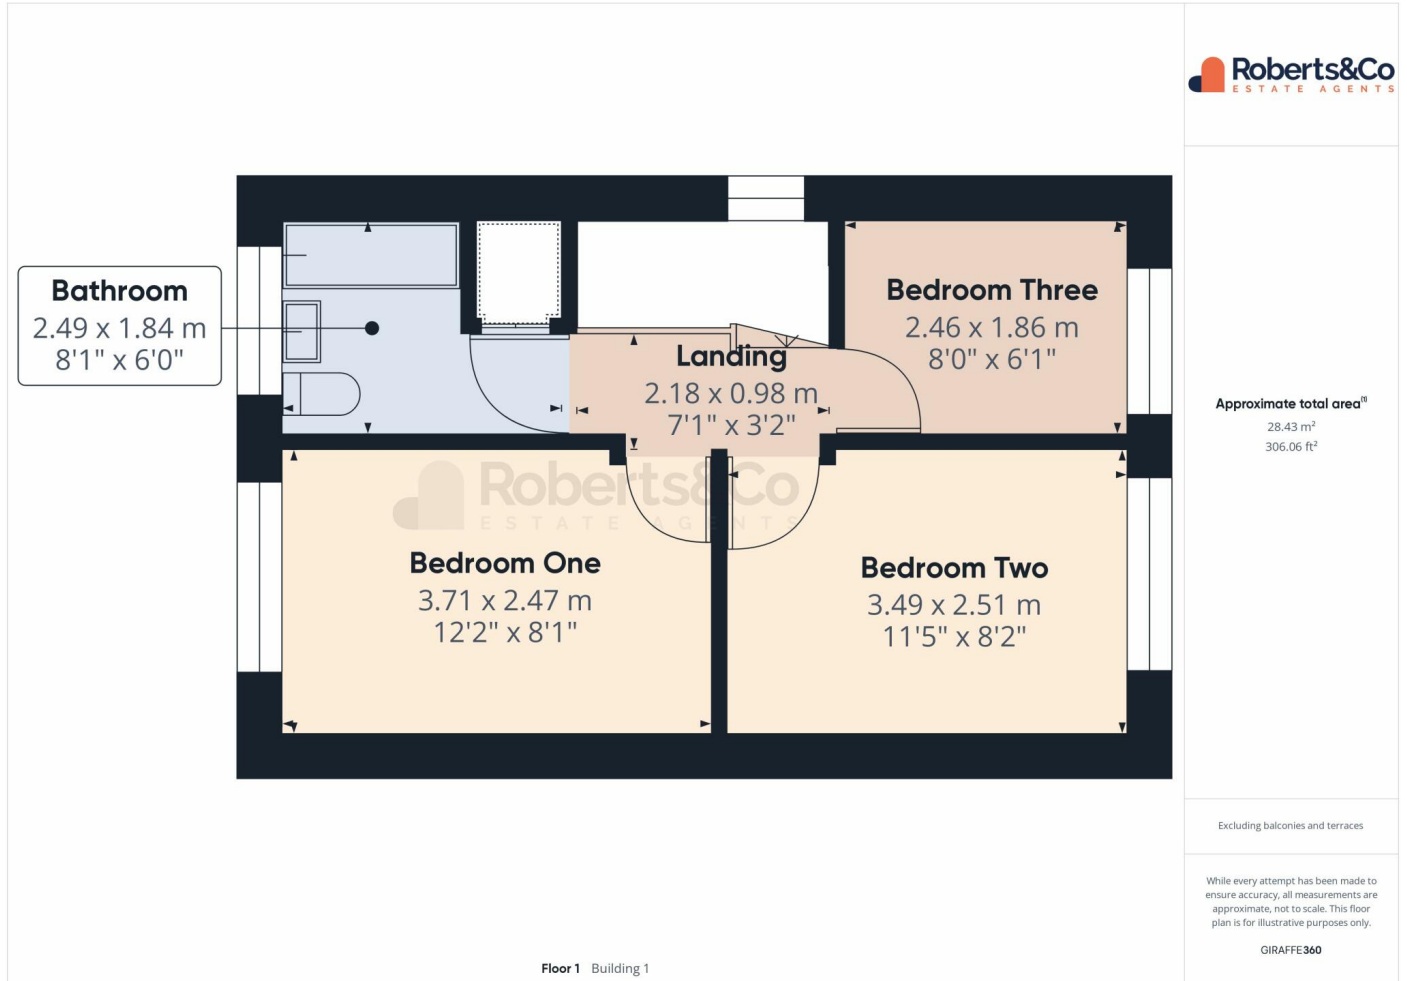 Roberts&Co
ESTATE AGENTS
Bathroom
2.49 x 1.84 m
8'1" x 6'0"
Bedroom Three
2.46 x 1.86 m
8'0" x 6'1"
Landing
2.18 x 0.98 m
7'1" x 3'2"
Roberts&Co
ESTATE AGENTS
Bedroom One
3.71 x 2.47 m
12'2" x 8'1"
Bedroom Two
3.49 x 2.51 m
11'5" x 8'2"
Approximate total area⁽¹⁾
28.43 m²
306.06 ft²
Excluding balconies and terraces
While every attempt has been made to
ensure accuracy, all measurements are
approximate, not to scale. This floor
plan is for illustrative purposes only.
GIRAFFE360
Floor 1 Building 1